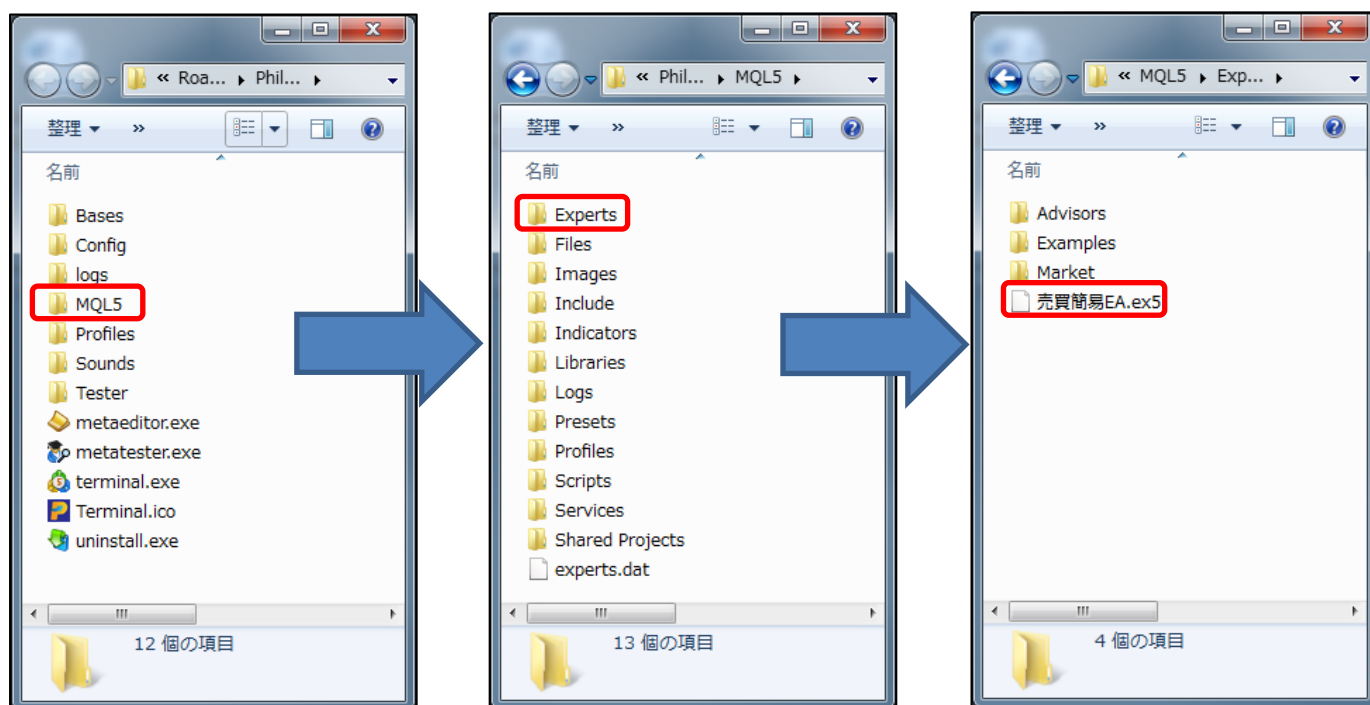 « Roa... ▸ Phil... ▸
整理 ▼ »
名前
Bases
Config
logs
MQL5
Profiles
Sounds
Tester
metaeditor.exe
metatester.exe
terminal.exe
Terminal.ico
uninstall.exe
12 個の項目
« Phil... ▸ MQL5 ▸
整理 ▼ »
名前
Experts
Files
Images
Include
Indicators
Libraries
Logs
Presets
Profiles
Scripts
Services
Shared Projects
experts.dat
13 個の項目
« MQL5 ▸ Exp... ▸
整理 ▼ »
名前
Advisors
Examples
Market
売買簡易EA.ex5
4 個の項目